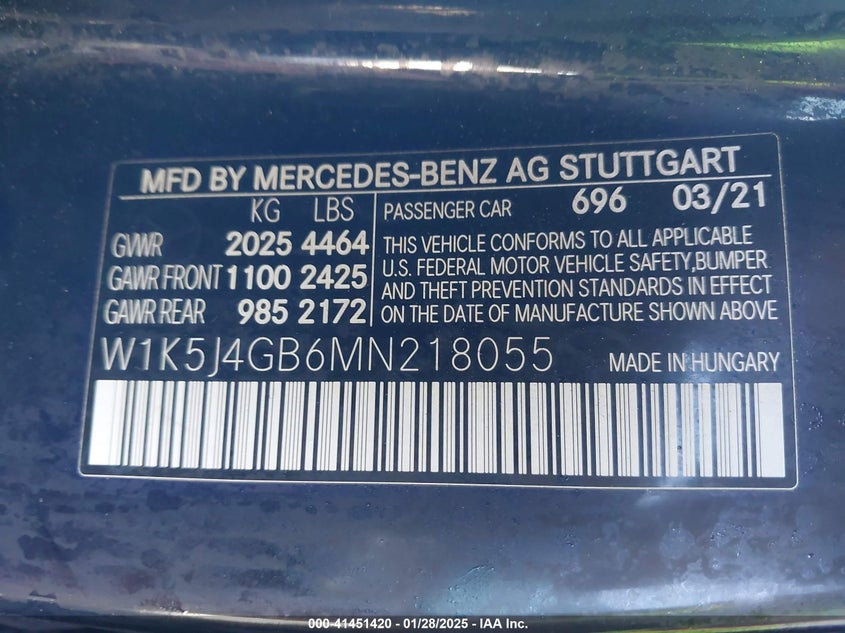 MFD BY MERCEDES-BENZ AG STUTTGART
KG LBS
GVWR 2025 4464
GAWR FRONT 1100 2425
GAWR REAR 985 2172
PASSENGER CAR 696 03/21
THIS VEHICLE CONFORMS TO ALL APPLICABLE
U.S. FEDERAL MOTOR VEHICLE SAFETY,BUMPER
AND THEFT PREVENTION STANDARDS IN EFFECT
ON THE DATE OF MANUFACTURE SHOWN ABOVE
W1K5J4GB6MN218055 MADE IN HUNGARY
000-41451420 - 01/28/2025 - IAA Inc.